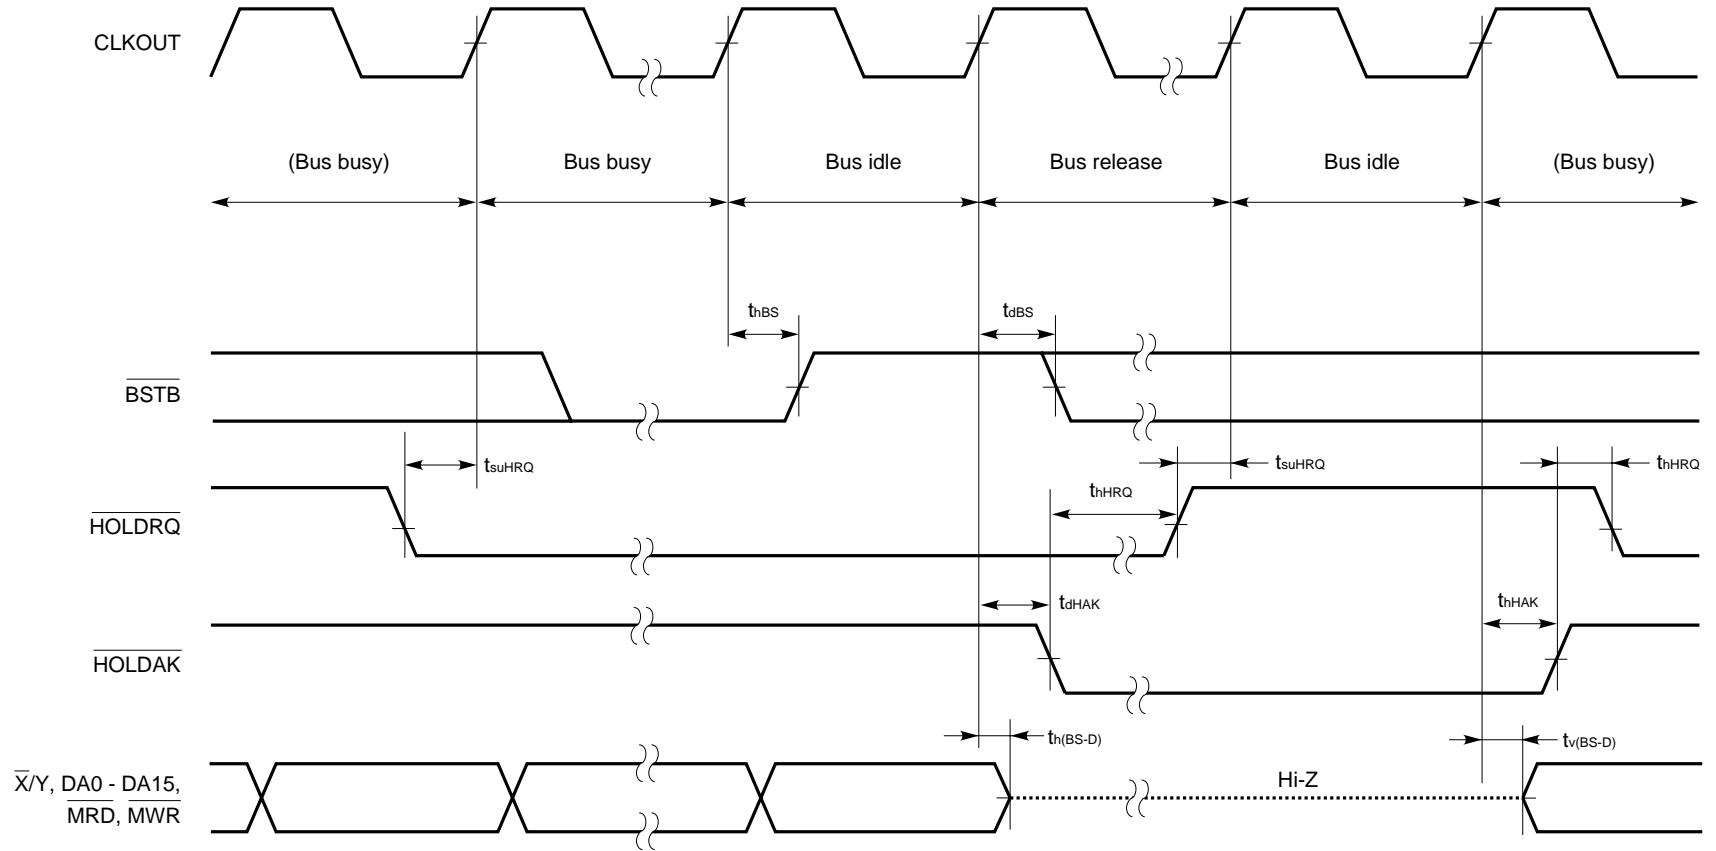 CLKOUT
(Bus busy) Bus busy Bus idle Bus release Bus idle (Bus busy)
thBS tdBS
BSTB
tsuHRQ tsuHRQ thHRQ
thHRQ
HOLDRQ
tdHAK thHAK
HOLDAK
th(BS-D) tv(BS-D)
X/Y, DA0 - DA15,
MRD, MWR
Hi-Z